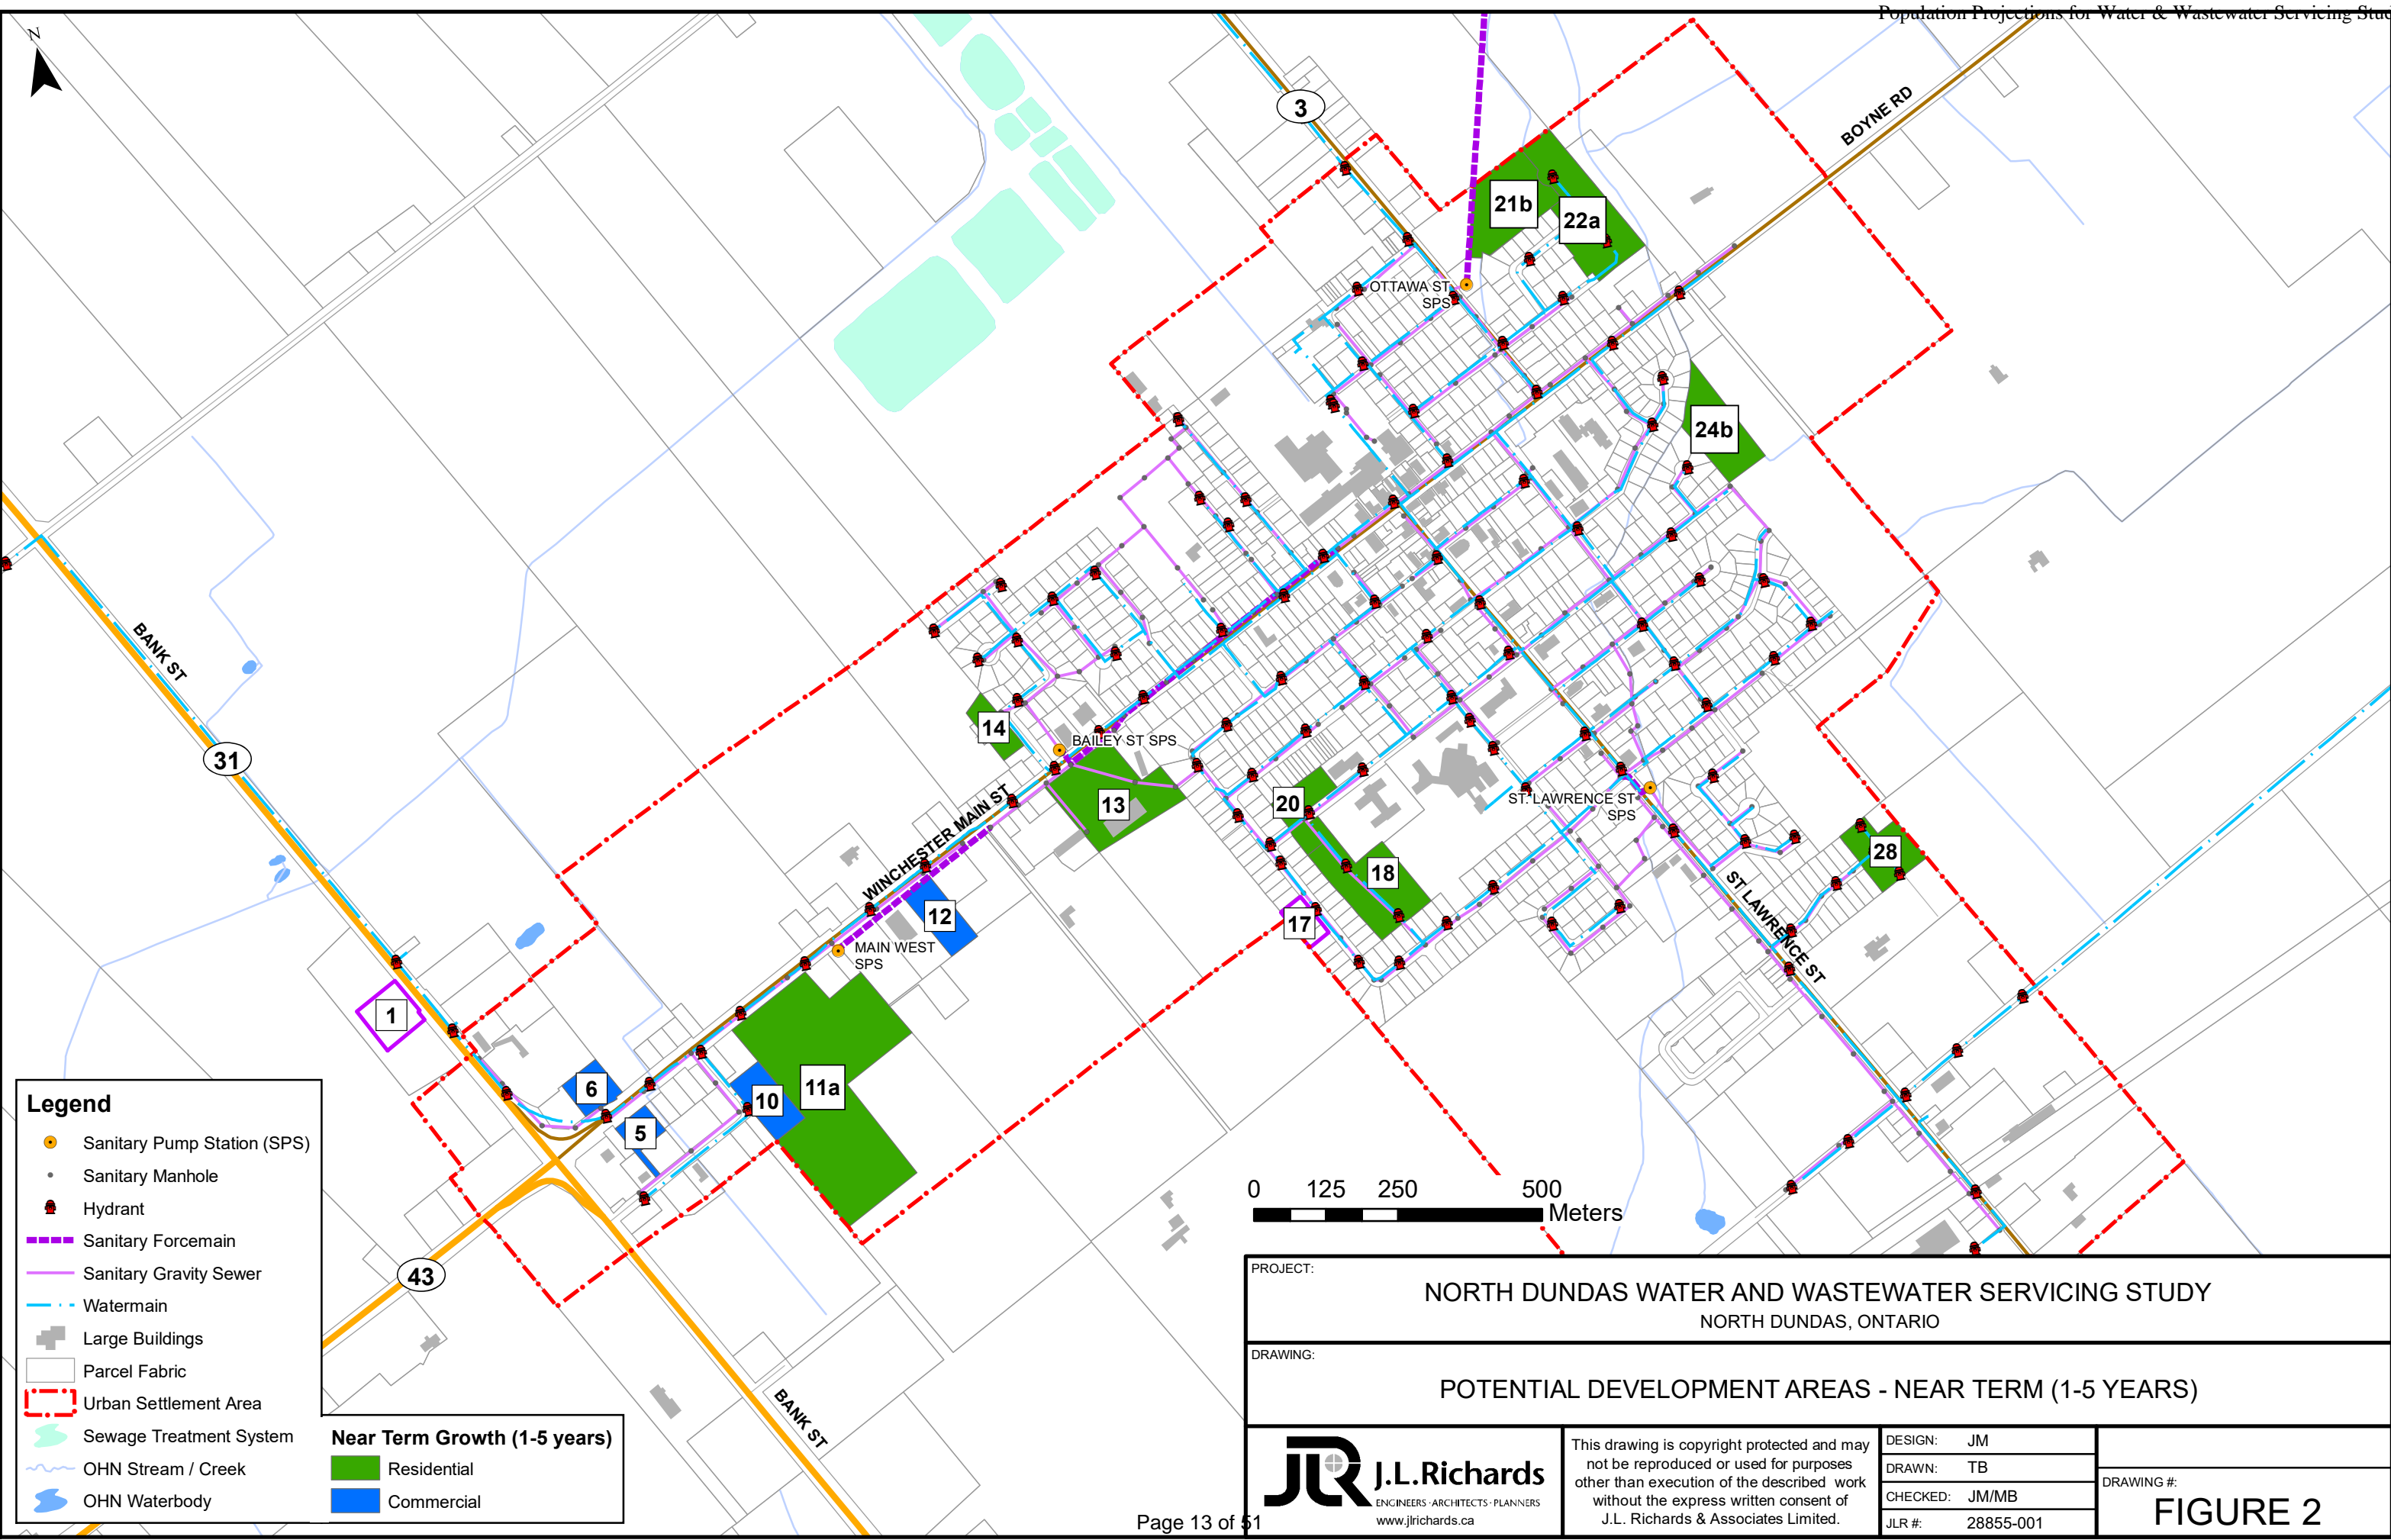 Population Projections for Water & Wastewater Servicing Stu
N
3
BOYNE RD
21b
22a
OTTAWA ST
SPS
24b
BANK ST
31
14
BAILEY ST SPS
13
WINCHESTER MAIN ST
20
18
17
ST. LAWRENCE ST
SPS
28
ST LAWRENCE ST
12
MAIN WEST
SPS
1
6
5
10
11a
43
BANK ST
0 125 250 500
Meters
Legend
Sanitary Pump Station (SPS)
Sanitary Manhole
Hydrant
Sanitary Forcemain
Sanitary Gravity Sewer
Watermain
Large Buildings
Parcel Fabric
Urban Settlement Area
Sewage Treatment System
OHN Stream / Creek
OHN Waterbody
Near Term Growth (1-5 years)
Residential
Commercial
PROJECT:
NORTH DUNDAS WATER AND WASTEWATER SERVICING STUDY
NORTH DUNDAS, ONTARIO
DRAWING:
POTENTIAL DEVELOPMENT AREAS - NEAR TERM (1-5 YEARS)
JLR J.L.Richards
ENGINEERS · ARCHITECTS · PLANNERS
www.jlrichards.ca
This drawing is copyright protected and may
not be reproduced or used for purposes
other than execution of the described work
without the express written consent of
J.L. Richards & Associates Limited.
DESIGN: JM
DRAWN: TB
CHECKED: JM/MB
JLR #: 28855-001
DRAWING #:
FIGURE 2
Page 13 of 51